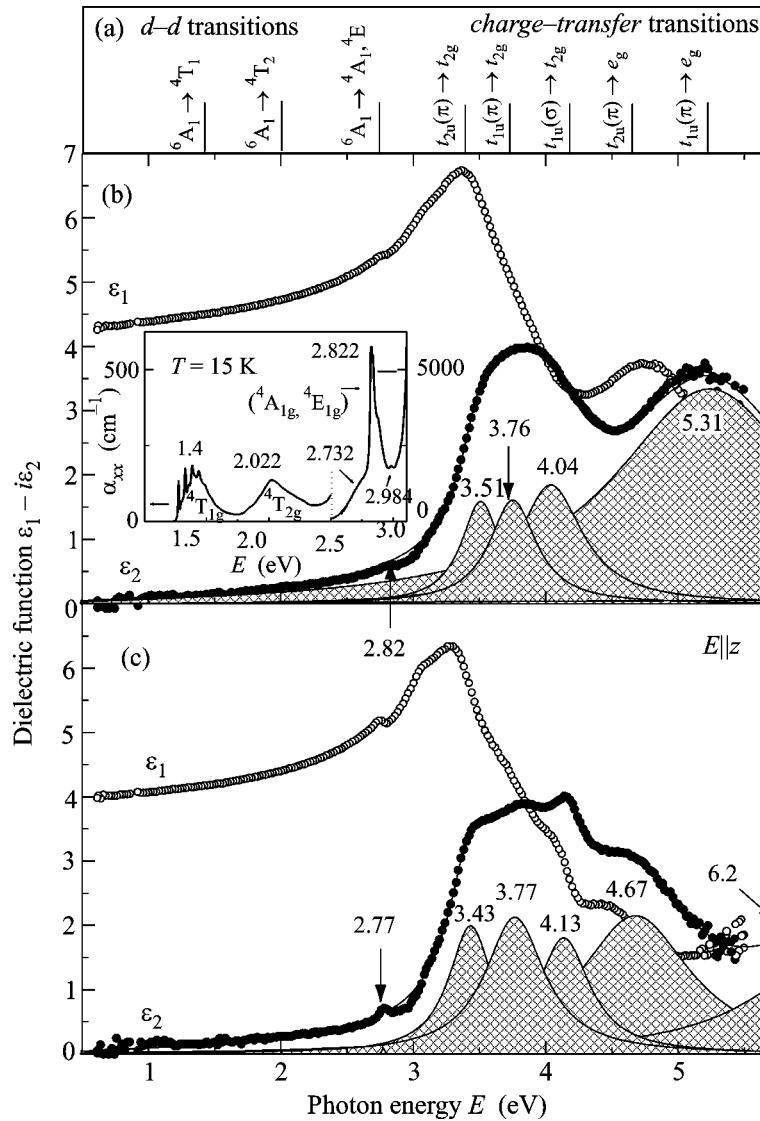 (a) d–d transitions charge–transfer transitions
⁶A₁ → ⁴T₁
⁶A₁ → ⁴T₂
⁶A₁ → ⁴A₁, ⁴E
t₂ᵤ(π) → t₂g
t₁ᵤ(π) → t₂g
t₁ᵤ(σ) → t₂g
t₂ᵤ(π) → e_g
t₁ᵤ(π) → e_g
Dielectric function ε₁ – iε₂
(b)
7
6
5
4
3
2
1
0
ε₁
ε₂
T = 15 K
αₓₓ (cm⁻¹)
500
0
5000
0
2.822
(⁴A₁g, ⁴E₁g)
1.4
2.022
2.732
2.984
⁴T₁g
⁴T₂g
1.5 2.0 2.5 3.0
E (eV)
3.51
3.76
4.04
5.31
2.82
(c)
E||z
6
5
4
3
2
1
0
ε₁
ε₂
2.77
3.43
3.77
4.13
4.67
6.2
1 2 3 4 5
Photon energy E (eV)